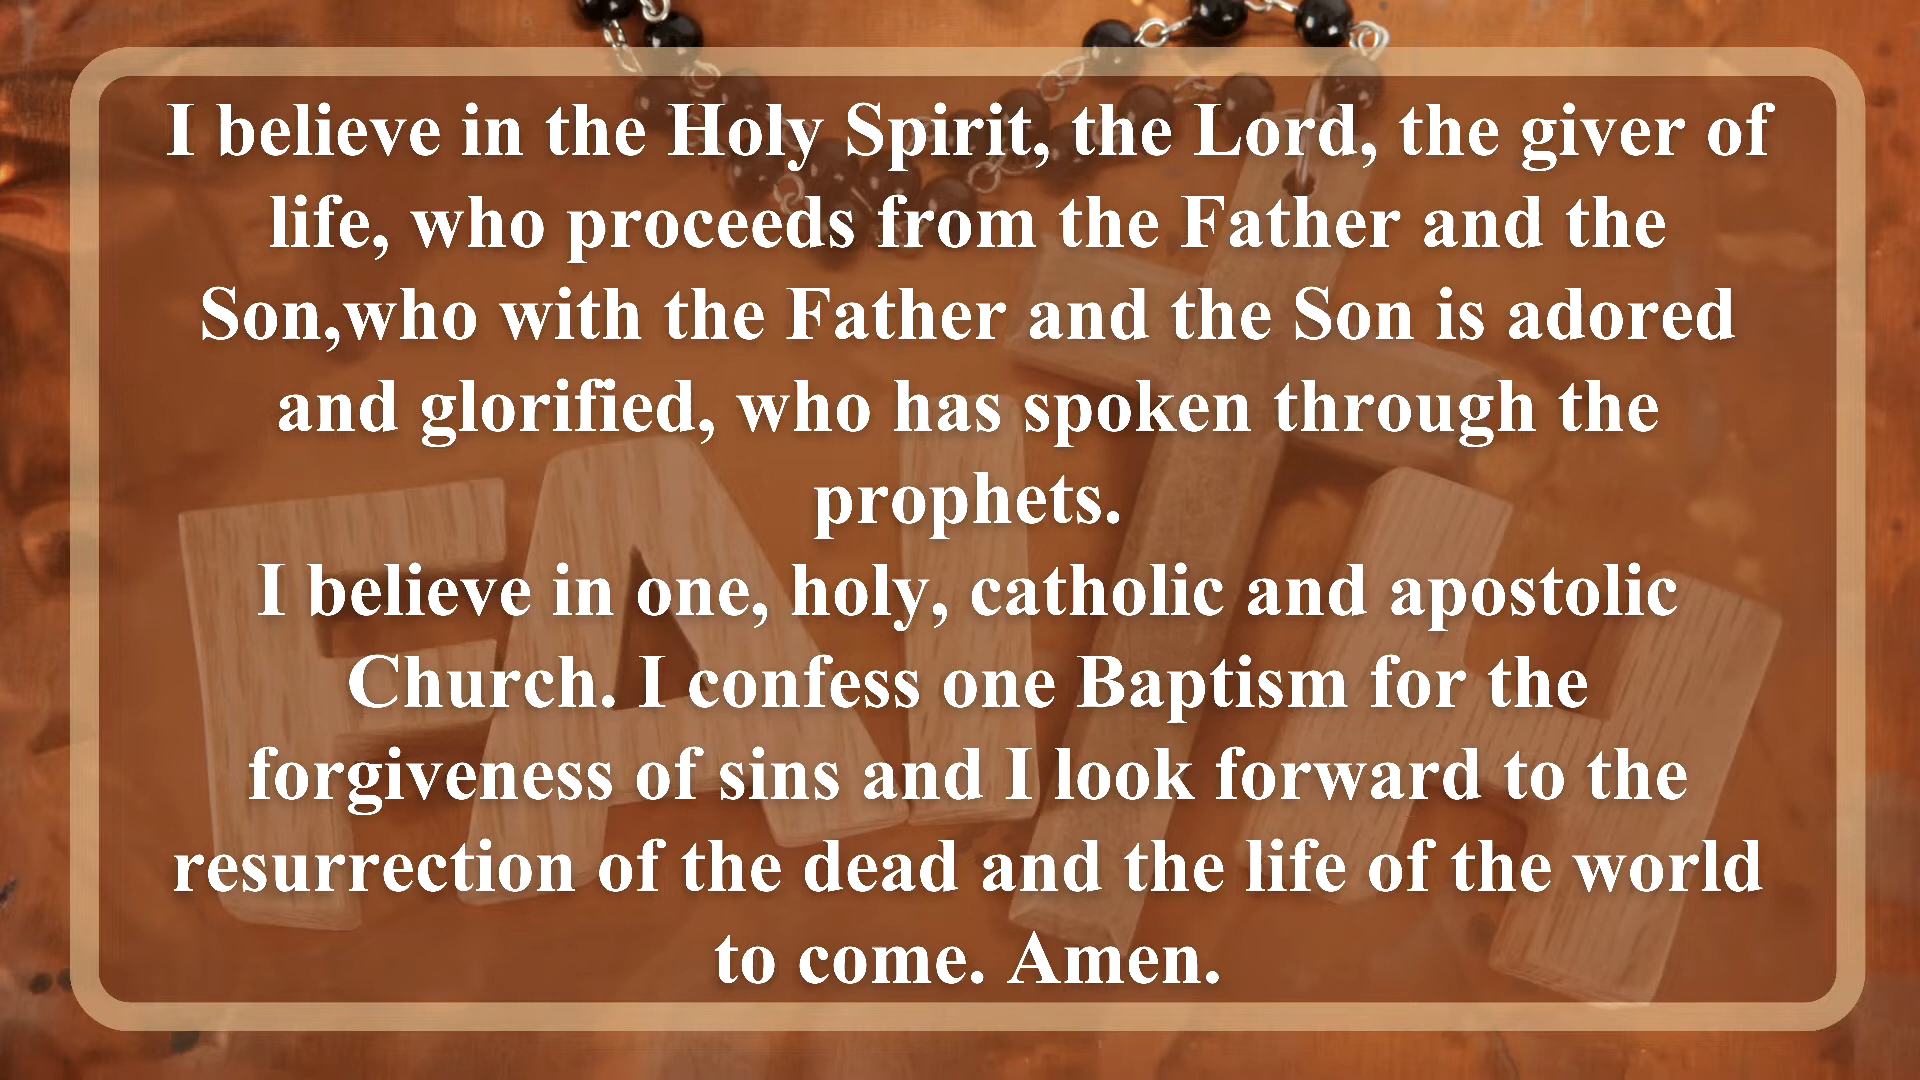 I believe in the Holy Spirit, the Lord, the giver of
life, who proceeds from the Father and the
Son,who with the Father and the Son is adored
and glorified, who has spoken through the
prophets.
I believe in one, holy, catholic and apostolic
Church. I confess one Baptism for the
forgiveness of sins and I look forward to the
resurrection of the dead and the life of the world
to come. Amen.
FAITH